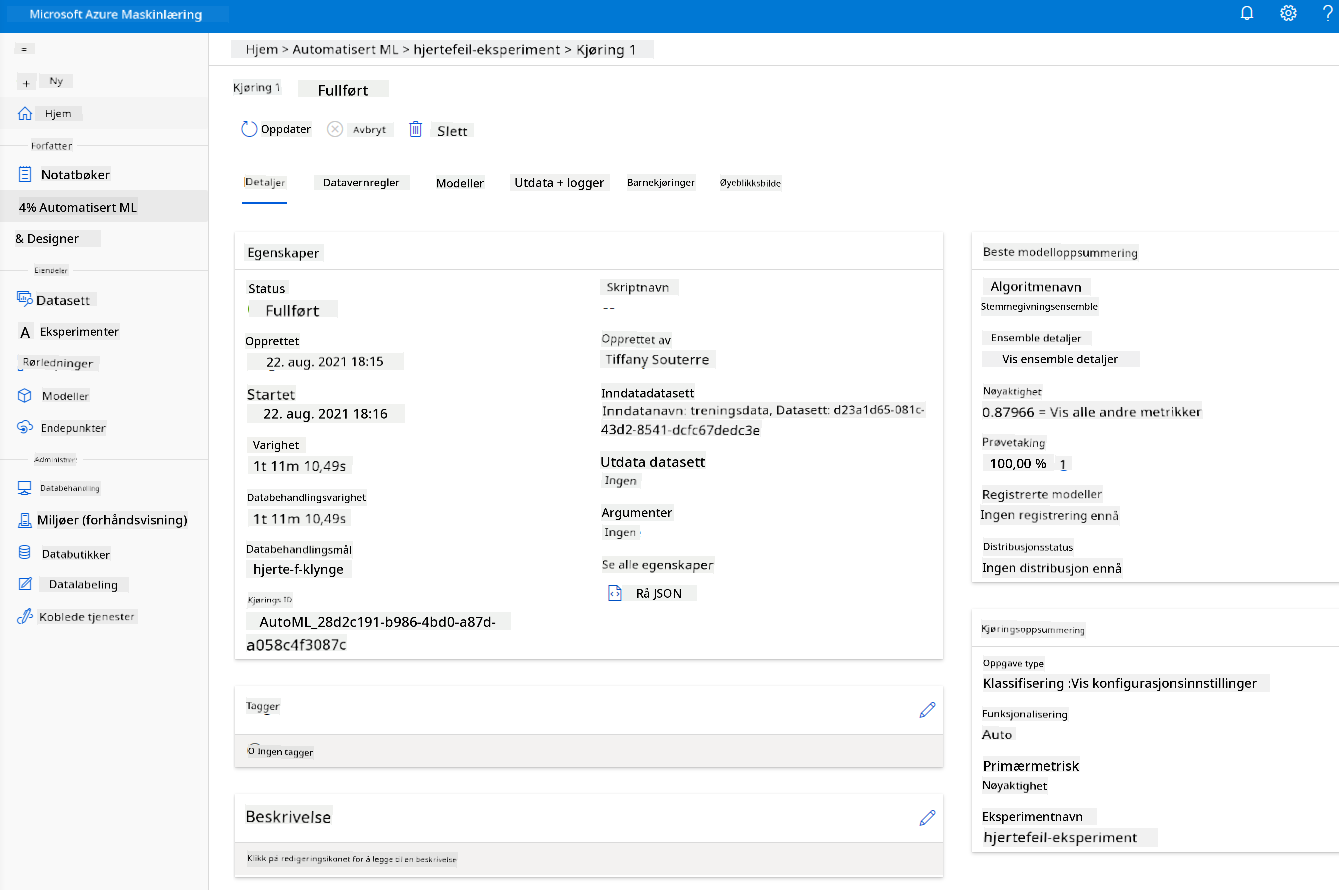 Microsoft Azure Maskinlæring
?
Hjem > Automatisert ML > hjertefeil-eksperiment > Kjøring 1
=
+ Ny
Hjem
Forfatter
Notatbøker
4% Automatisert ML
& Designer
Eiendeler
Datasett
A Eksperimenter
Rørledninger
Modeller
Endepunkter
Administrer
Databehandling
Miljøer (forhåndsvisning)
Databutikker
Datalabeling
Koblede tjenester
Kjøring 1 Fullført
Oppdater Avbryt Slett
Detaljer Datavernregler Modeller Utdata + logger Barnekjøringer Øyeblikksbilde
Egenskaper
Status
Fullført
Opprettet
22. aug. 2021 18:15
Startet
22. aug. 2021 18:16
Varighet
1t 11m 10,49s
Databehandlingsvarighet
1t 11m 10,49s
Databehandlingsmål
hjerte-f-klynge
Kjørings ID
AutoML_28d2c191-b986-4bd0-a87d-
a058c4f3087c
Skriptnavn
--
Opprettet av
Tiffany Souterre
Inndatadatasett
Inndatanavn: treningsdata, Datasett: d23a1d65-081c-
43d2-8541-dcfc67dedc3e
Utdata datasett
Ingen
Argumenter
Ingen
Se alle egenskaper
Rå JSON
Tagger
Ingen tagger
Beskrivelse
Klikk på redigeringsikonet for å legge til en beskrivelse
Beste modelloppsummering
Algoritmenavn
Stemmegivningsensemble
Ensemble detaljer
Vis ensemble detaljer
Nøyaktighet
0.87966 = Vis alle andre metrikker
Prøvetaking
100,00 % 1
Registrerte modeller
Ingen registrering ennå
Distribusjonsstatus
Ingen distribusjon ennå
Kjøringsoppsummering
Oppgave type
Klassifisering :Vis konfigurasjonsinnstillinger
Funksjonalisering
Auto
Primærmetrisk
Nøyaktighet
Eksperimentnavn
hjertefeil-eksperiment